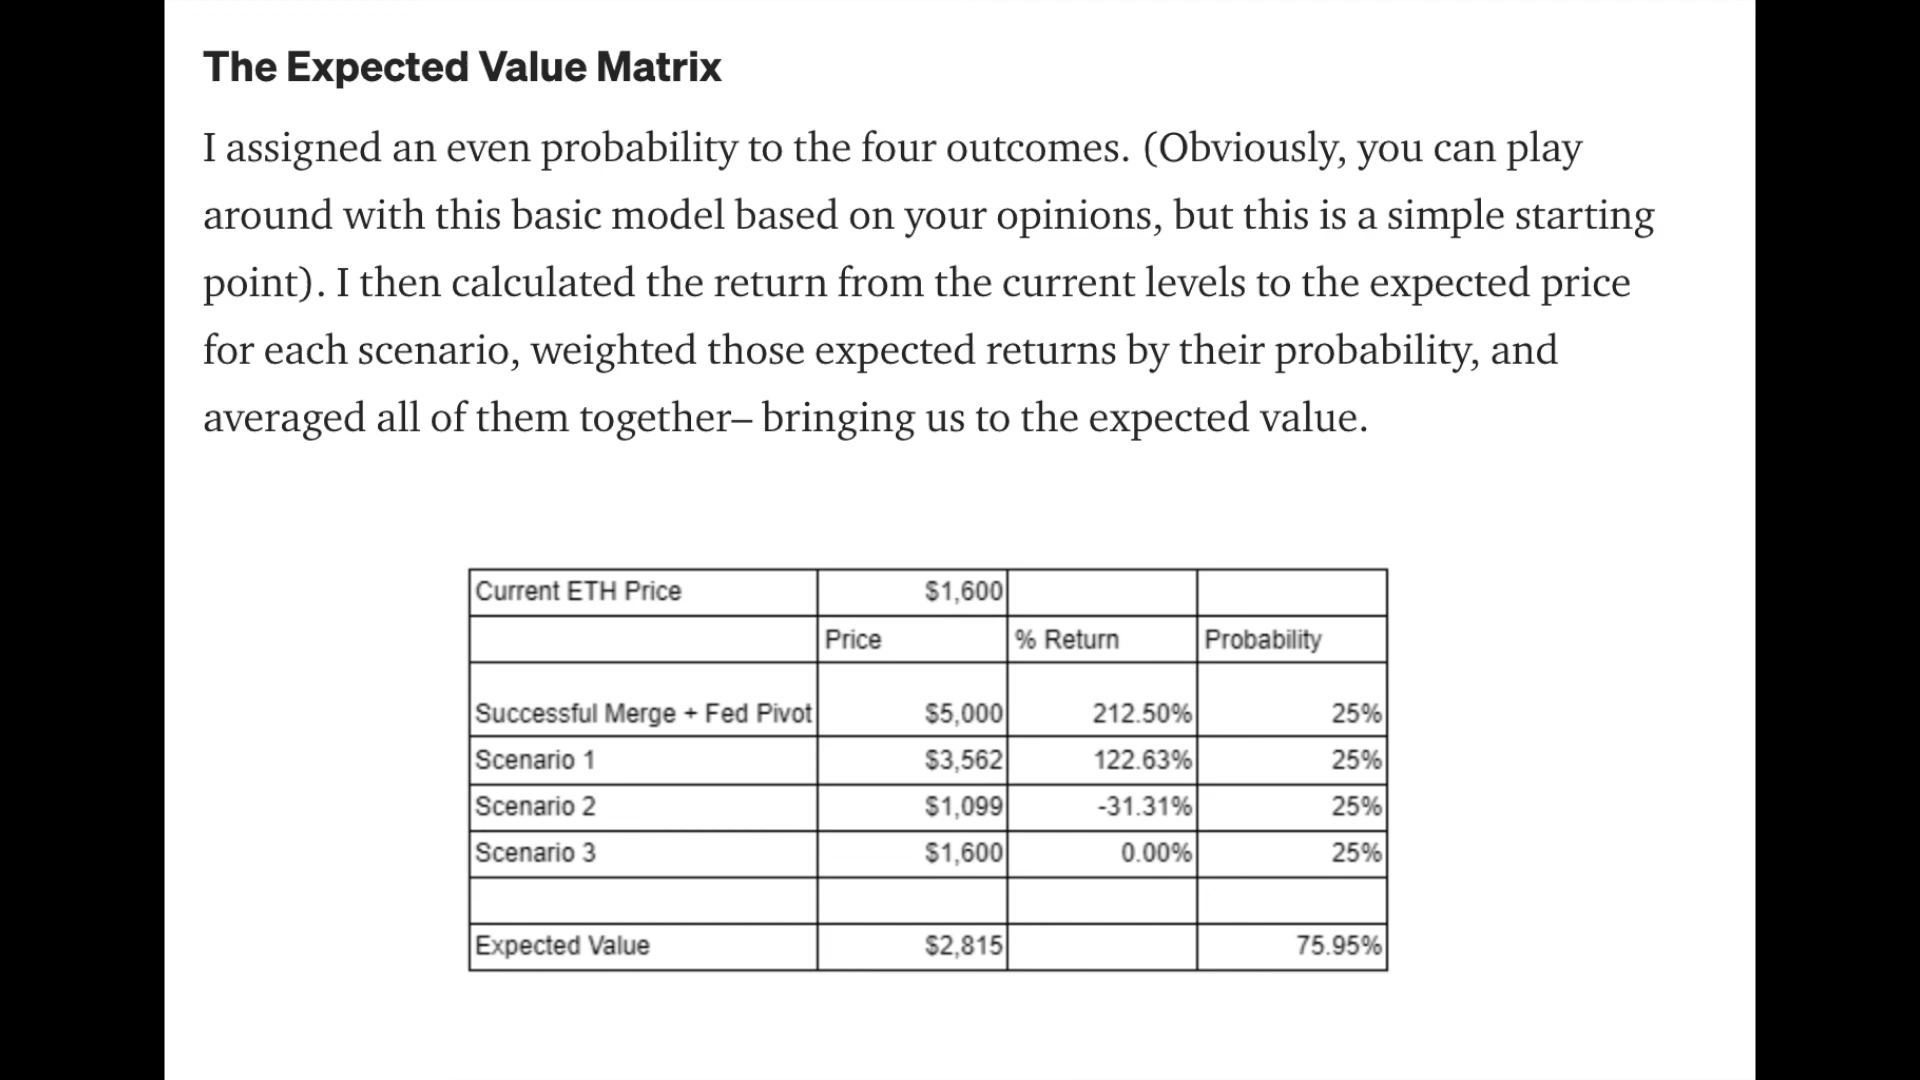 The Expected Value Matrix
I assigned an even probability to the four outcomes. (Obviously, you can play
around with this basic model based on your opinions, but this is a simple starting
point). I then calculated the return from the current levels to the expected price
for each scenario, weighted those expected returns by their probability, and
averaged all of them together– bringing us to the expected value.
Current ETH Price $1,600
Price % Return Probability
Successful Merge + Fed Pivot $5,000 212.50% 25%
Scenario 1 $3,562 122.63% 25%
Scenario 2 $1,099 -31.31% 25%
Scenario 3 $1,600 0.00% 25%
Expected Value $2,815 75.95%